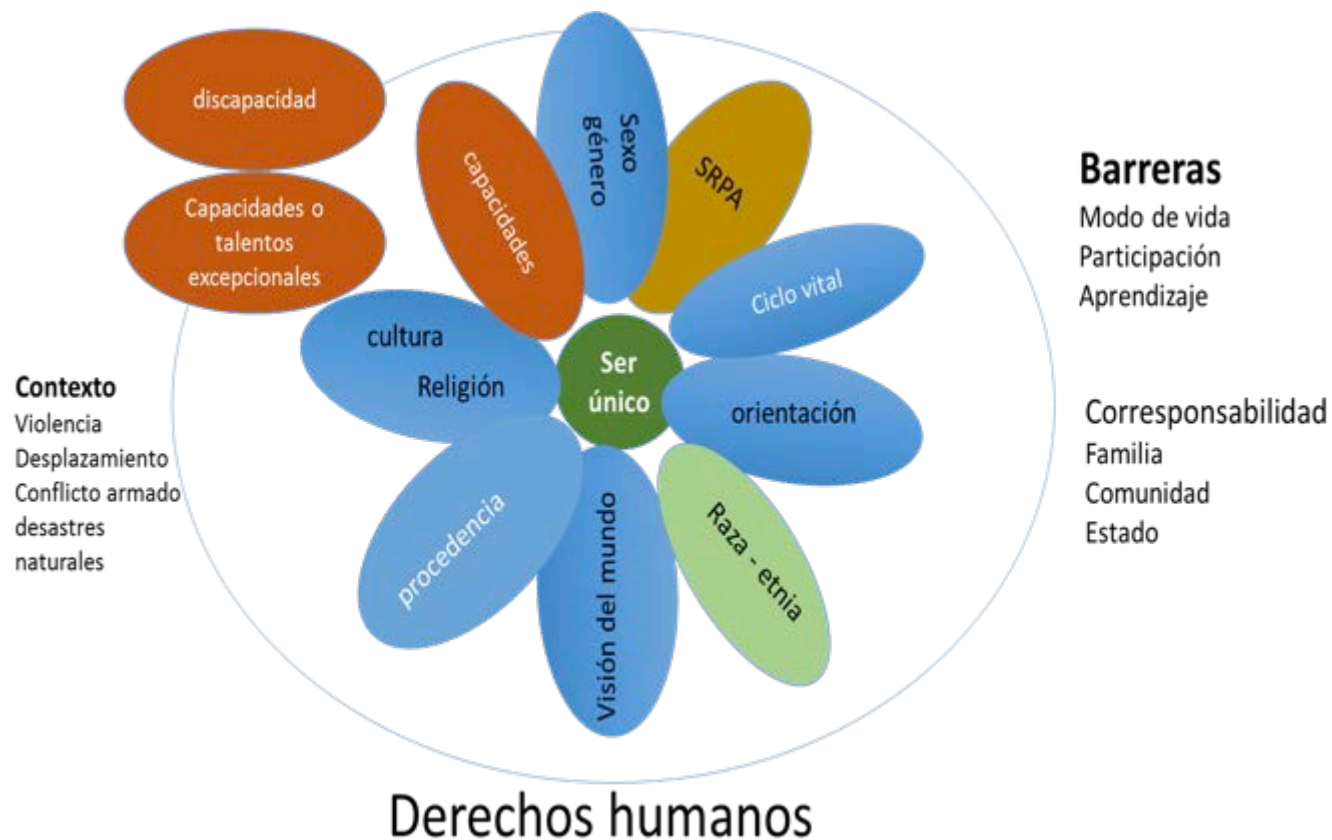 discapacidad
Capacidades o
talentos
excepcionales
capacidades
Sexo
género
SRPA
Ciclo vital
cultura
Religión
Ser
único
orientación
procedencia
Visión del mundo
Raza - etnia
Contexto
Violencia
Desplazamiento
Conflicto armado
desastres
naturales
Barreras
Modo de vida
Participación
Aprendizaje
Corresponsabilidad
Familia
Comunidad
Estado
Derechos humanos